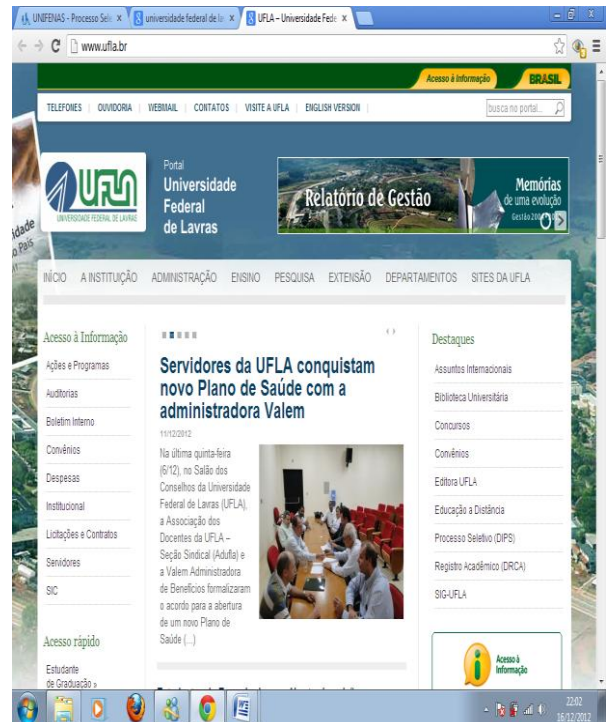 UNIFENAS - Processo Sele
universidade federal de la
UFLA – Universidade Fede
www.ufla.br
Acesso à Informação
BRASIL
TELEFONES | OUVIDORIA | WEBMAIL | CONTATOS | VISITE A UFLA | ENGLISH VERSION |
busca no portal...
UFLA
UNIVERSIDADE FEDERAL DE LAVRAS
Portal
Universidade
Federal
de Lavras
Relatório de Gestão
Memórias
de uma evolução
Gestão 200
idade
o País
INÍCIO A INSTITUIÇÃO ADMINISTRAÇÃO ENSINO PESQUISA EXTENSÃO DEPARTAMENTOS SITES DA UFLA
Acesso à Informação
Ações e Programas
Auditorias
Boletim Interno
Convênios
Despesas
Institucional
Licitações e Contratos
Servidores
SIC
Acesso rápido
Estudante
de Graduação »
Servidores da UFLA conquistam
novo Plano de Saúde com a
administradora Valem
11/12/2012
Na última quinta-feira
(6/12), no Salão dos
Conselhos da Universidade
Federal de Lavras (UFLA),
a Associação dos
Docentes da UFLA –
Seção Sindical (Adufla) e
a Valem Administradora
de Benefícios formalizaram
o acordo para a abertura
de um novo Plano de
Saúde (...)
Destaques
Assuntos Internacionais
Biblioteca Universitária
Concursos
Convênios
Editora UFLA
Educação a Distância
Processo Seletivo (DIPS)
Registro Acadêmico (DRCA)
SIG-UFLA
Acesso à
Informação
22:02
16/12/2012